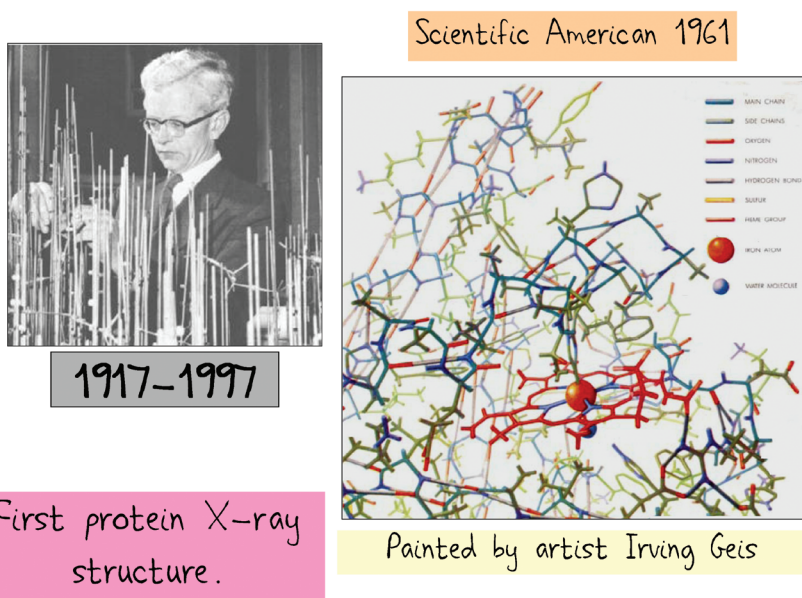 Scientific American 1961
1917-1997
MAIN CHAIN
SIDE CHAINS
OXYGEN
NITROGEN
HYDROGEN BOND
SULFUR
HEME GROUP
IRON ATOM
WATER MOLECULE
First protein X-ray
structure.
Painted by artist Irving Geis